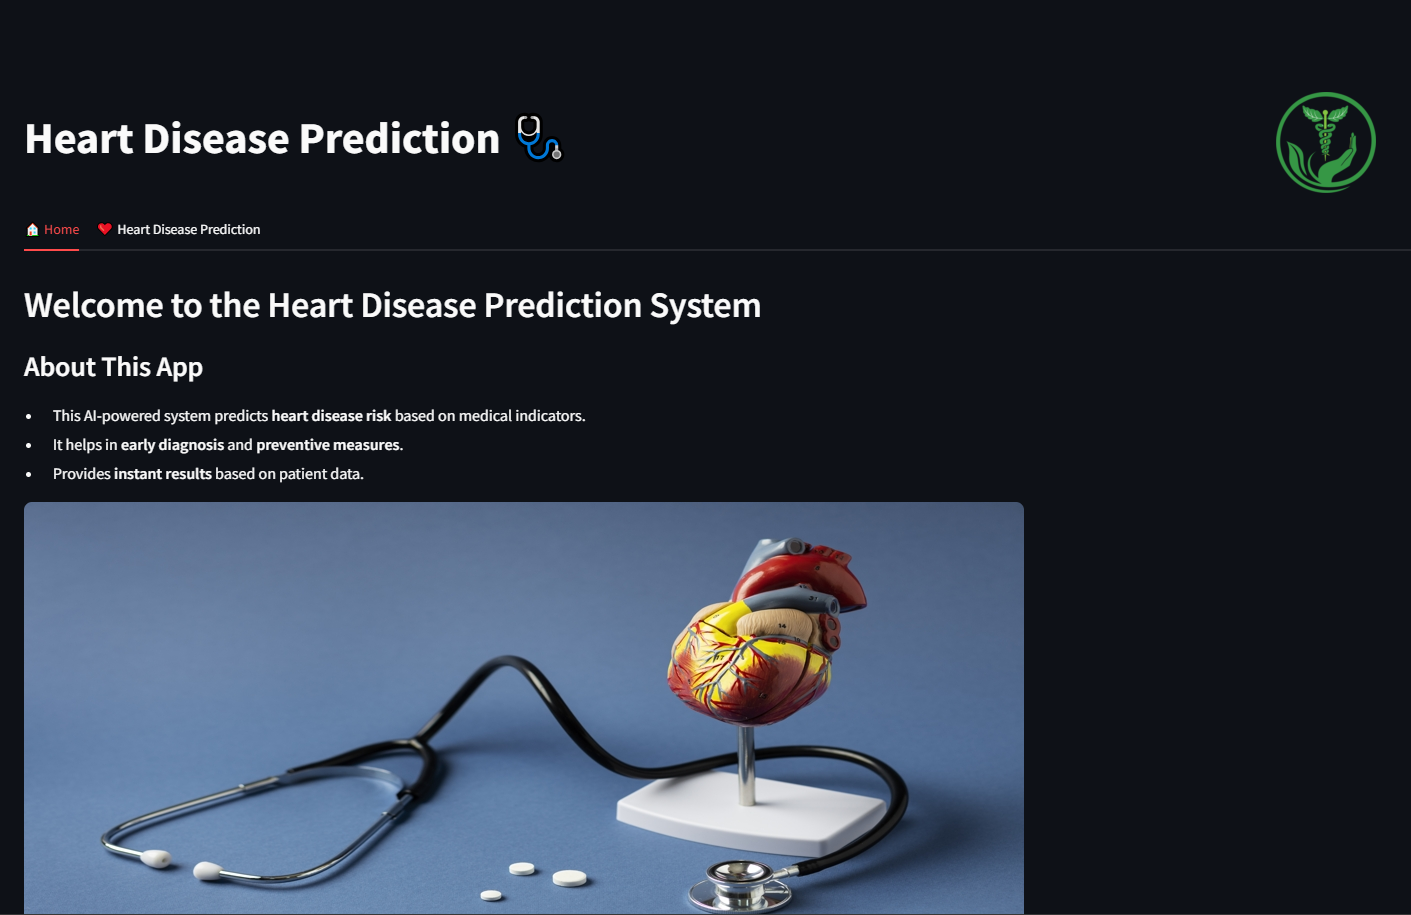 Heart Disease Prediction
Home
Heart Disease Prediction
Welcome to the Heart Disease Prediction System
About This App
This AI-powered system predicts heart disease risk based on medical indicators.
It helps in early diagnosis and preventive measures.
Provides instant results based on patient data.
14